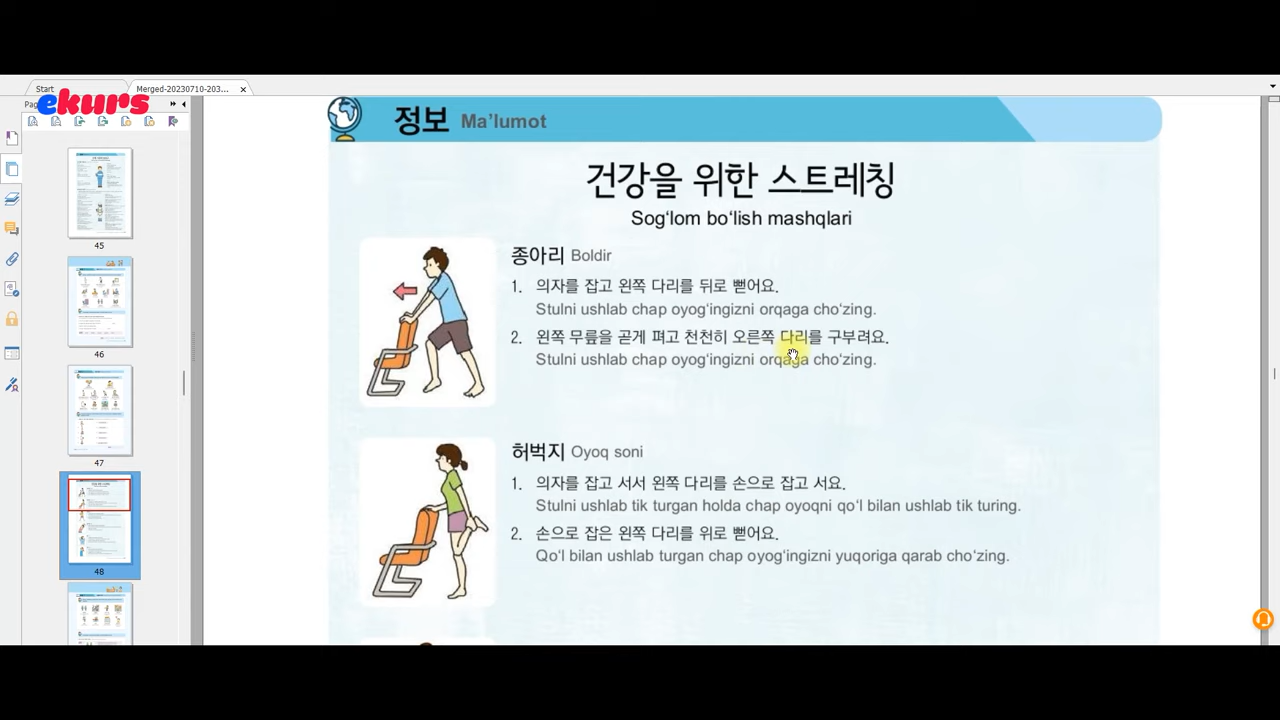 Start
Merged-20230710-203...
ekurs
정보 Ma'lumot
건강을 위한 스트레칭
Sog‘lom bo‘lish mashqlari
종아리 Boldir
1. 의자를 잡고 왼쪽 다리를 뒤로 뻗어요.
Stulni ushlab chap oyog‘ingizni orqaga cho‘zing.
2. 왼쪽 무릎을 곧게 펴고 천천히 오른쪽 다리를 구부려요.
Stulni ushlab chap oyog‘ingizni orqaga cho‘zing.
허벅지 Oyoq soni
1. 의자를 잡고 서서 왼쪽 다리를 손으로 잡고 서요.
Stulni ushlab tik turgan holda chap oyoqni qo‘l bilan ushlab tik turing.
2. 손으로 잡은 왼쪽 다리를 위로 뻗어요.
Qo‘l bilan ushlab turgan chap oyog‘ingizni yuqoriga qarab cho‘zing.
45
46
47
48